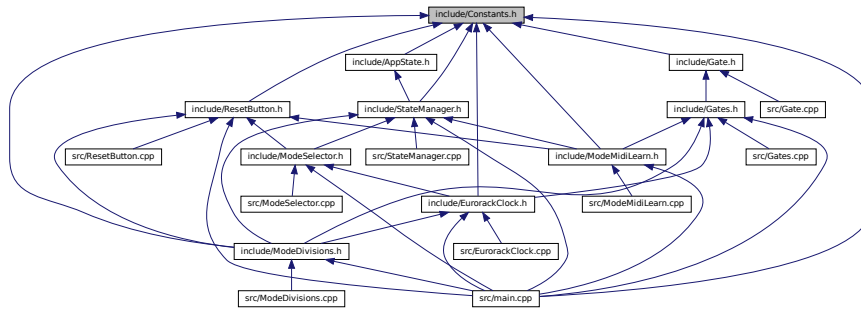 include/Constants.h
include/AppState.h
include/Gate.h
include/ResetButton.h
include/StateManager.h
include/Gates.h
src/Gate.cpp
src/ResetButton.cpp
include/ModeSelector.h
src/StateManager.cpp
include/ModeMidiLearn.h
src/Gates.cpp
src/ModeSelector.cpp
include/EurorackClock.h
src/ModeMidiLearn.cpp
include/ModeDivisions.h
src/EurorackClock.cpp
src/ModeDivisions.cpp
src/main.cpp